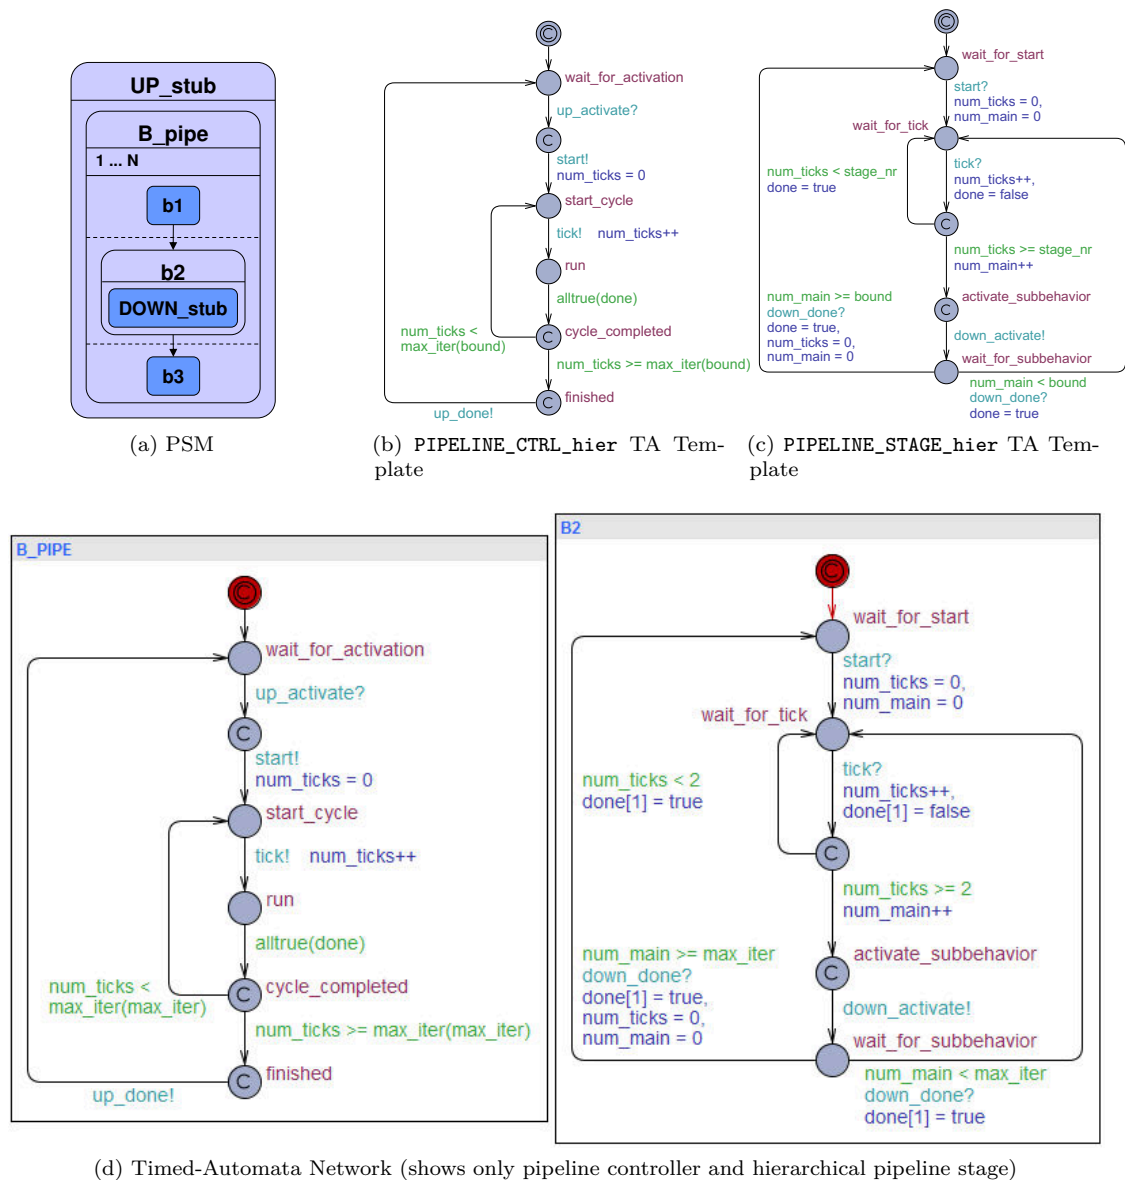 UP_stub
B_pipe
1 ... N
b1
b2
DOWN_stub
b3
(a) PSM
C
wait_for_activation
up_activate?
C
start!
num_ticks = 0
start_cycle
tick! num_ticks++
run
alltrue(done)
num_ticks <
max_iter(bound)
C
cycle_completed
num_ticks >= max_iter(bound)
C
finished
up_done!
(b) PIPELINE_CTRL_hier TA Tem-
plate
C
wait_for_start
start?
num_ticks = 0,
num_main = 0
wait_for_tick
num_ticks < stage_nr
done = true
tick?
num_ticks++,
done = false
C
num_ticks >= stage_nr
num_main++
num_main >= bound
down_done?
done = true,
num_ticks = 0,
num_main = 0
C
activate_subbehavior
down_activate!
wait_for_subbehavior
num_main < bound
down_done?
done = true
(c) PIPELINE_STAGE_hier TA Tem-
plate
B_PIPE
C
wait_for_activation
up_activate?
C
start!
num_ticks = 0
start_cycle
tick! num_ticks++
run
alltrue(done)
num_ticks <
max_iter(max_iter)
C
cycle_completed
num_ticks >= max_iter(max_iter)
C
finished
up_done!
B2
C
wait_for_start
start?
num_ticks = 0,
num_main = 0
wait_for_tick
num_ticks < 2
done[1] = true
tick?
num_ticks++,
done[1] = false
C
num_ticks >= 2
num_main++
num_main >= max_iter
down_done?
done[1] = true,
num_ticks = 0,
num_main = 0
C
activate_subbehavior
down_activate!
wait_for_subbehavior
num_main < max_iter
down_done?
done[1] = true
(d) Timed-Automata Network (shows only pipeline controller and hierarchical pipeline stage)